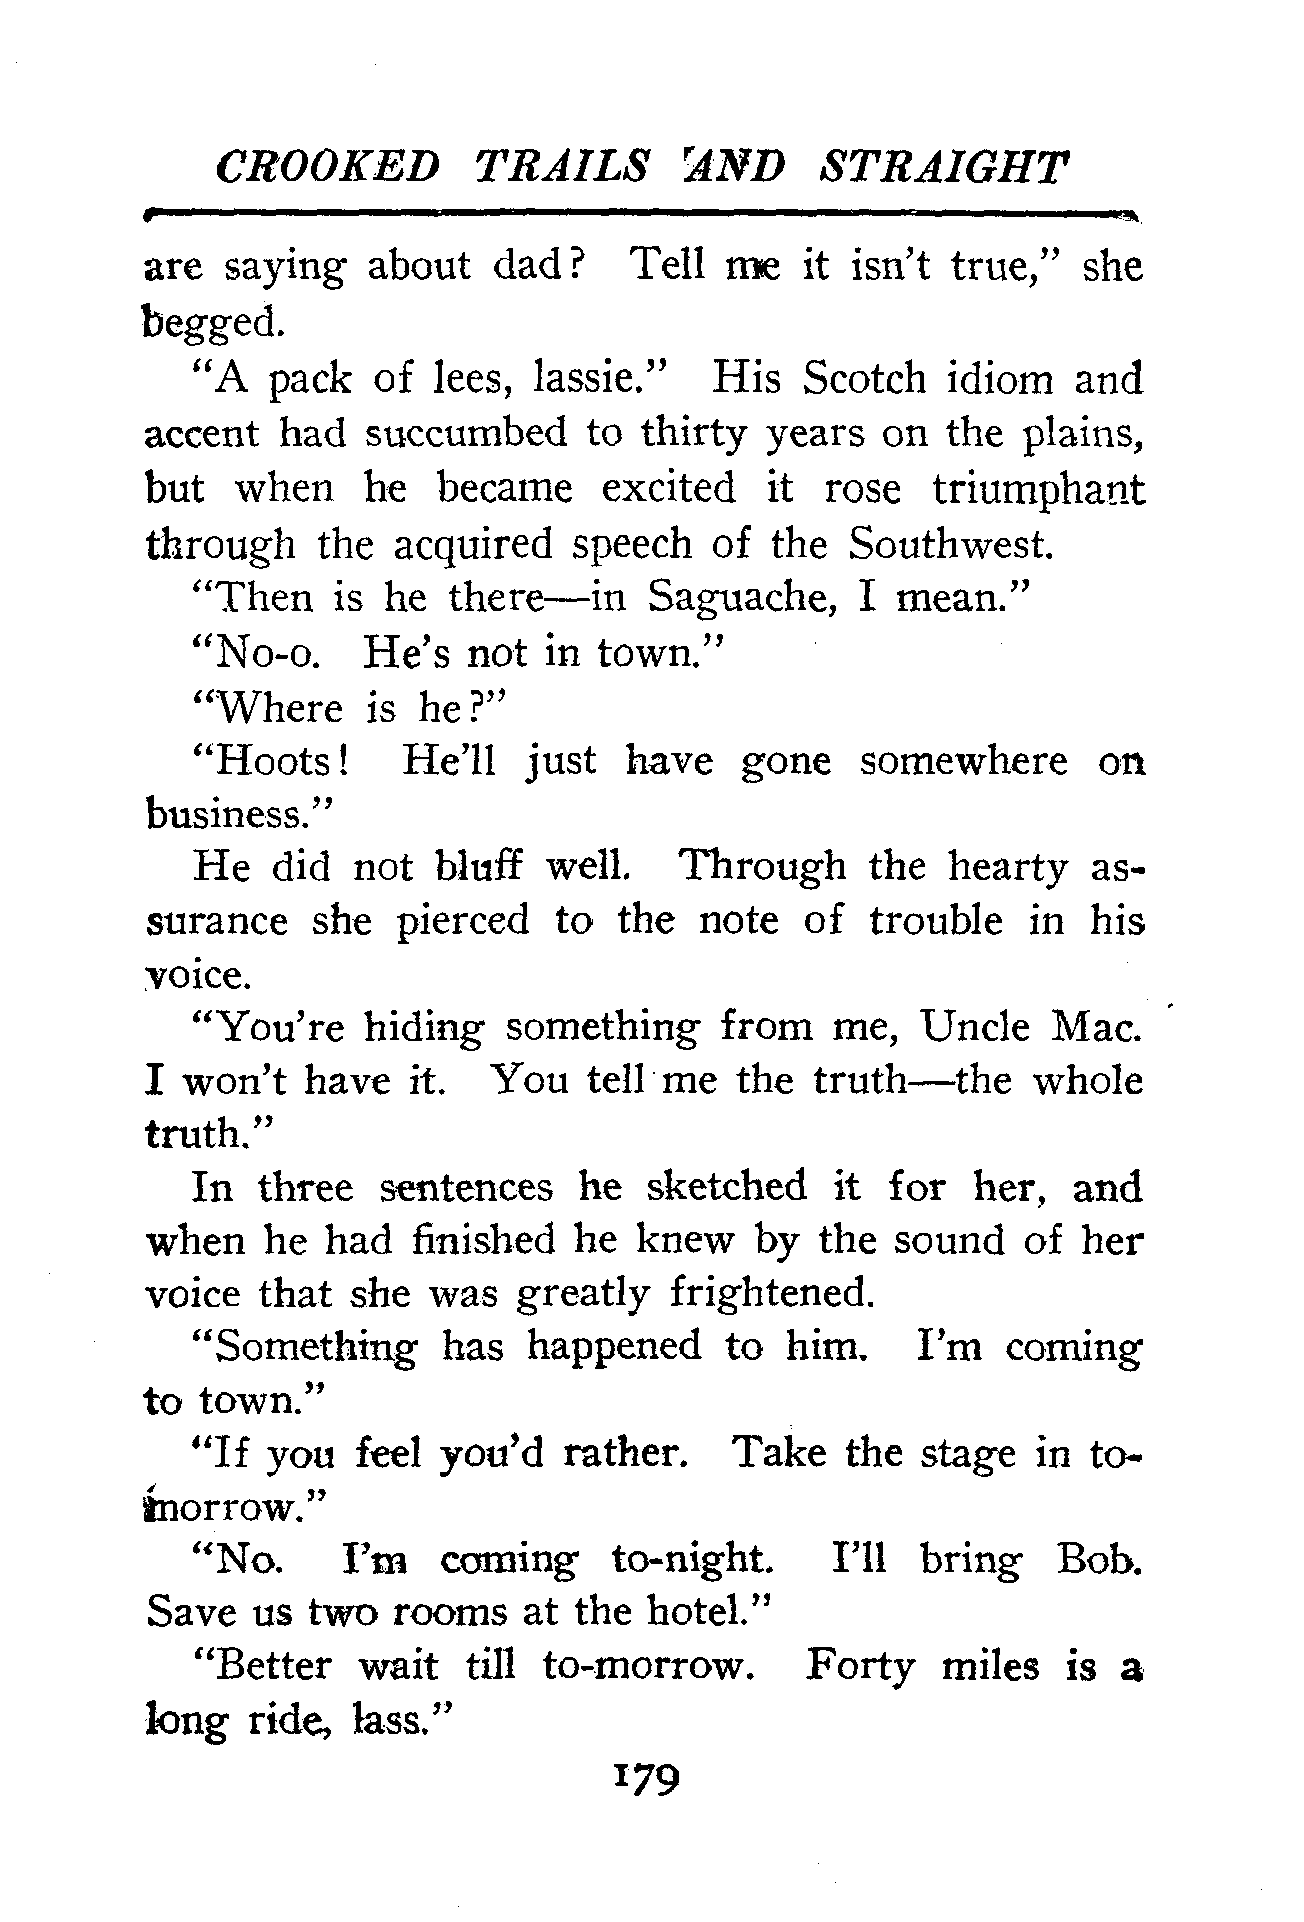 CROOKED TRAILS AND STRAIGHT
are saying about dad? Tell me it isn't true," she
begged.
"A pack of lees, lassie." His Scotch idiom and
accent had succumbed to thirty years on the plains,
but when he became excited it rose triumphant
through the acquired speech of the Southwest.
"Then is he there—in Saguache, I mean."
"No-o. He's not in town."
"Where is he?"
"Hoots! He'll just have gone somewhere on
business."
He did not bluff well. Through the hearty as-
surance she pierced to the note of trouble in his
voice.
"You're hiding something from me, Uncle Mac.
I won't have it. You tell me the truth—the whole
truth."
In three sentences he sketched it for her, and
when he had finished he knew by the sound of her
voice that she was greatly frightened.
"Something has happened to him. I'm coming
to town."
"If you feel you'd rather. Take the stage in to-
morrow."
"No. I'm coming to-night. I'll bring Bob.
Save us two rooms at the hotel."
"Better wait till to-morrow. Forty miles is a
long ride, lass."
179